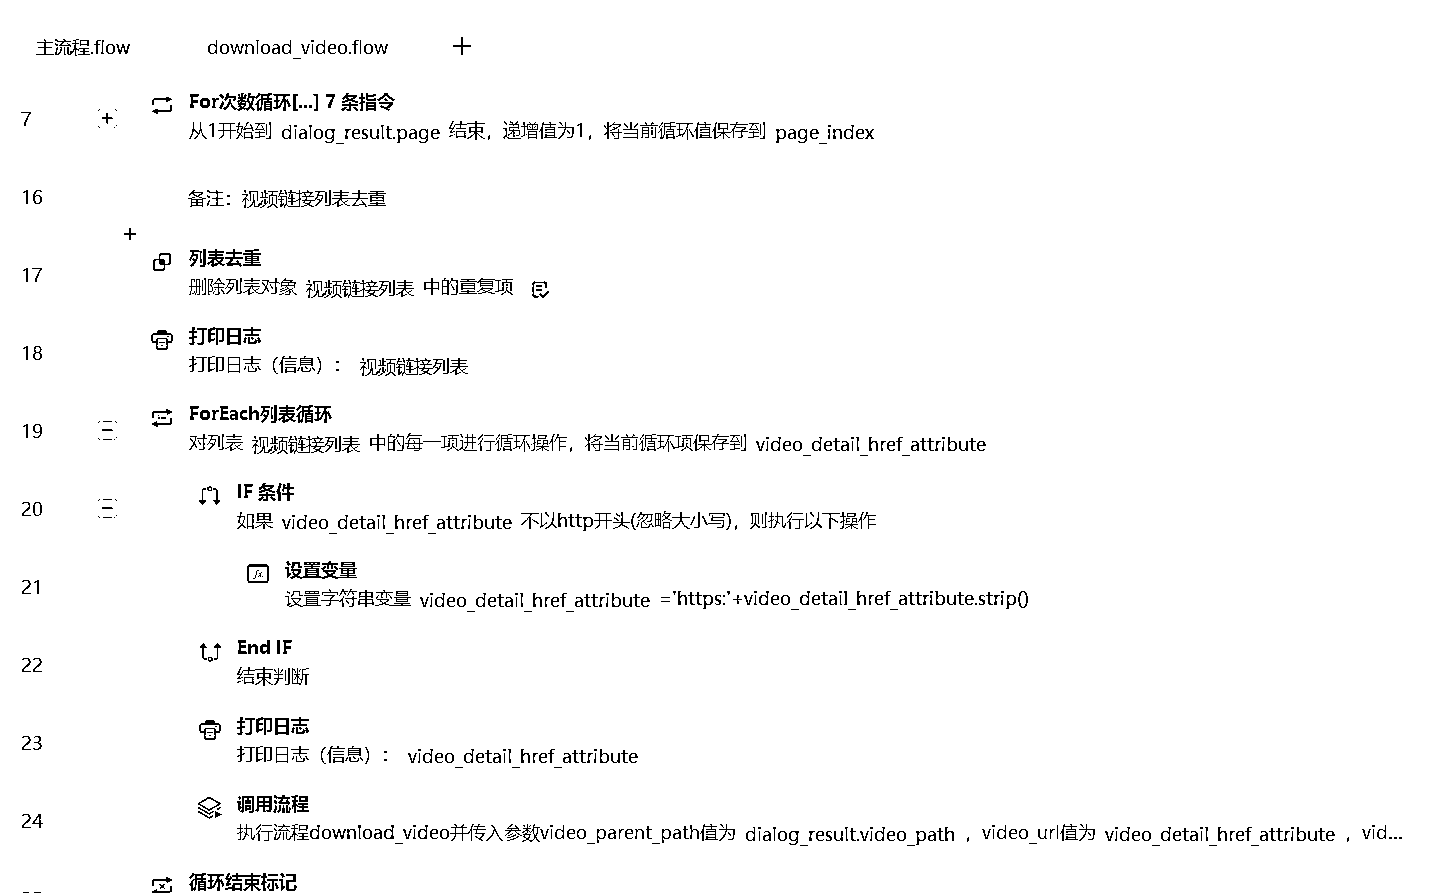 主流程.flow download_video.flow
7 For次数循环[...] 7 条指令
从1开始到 dialog_result.page 结束，递增值为1，将当前循环值保存到 page_index
16 备注：视频链接列表去重
17 列表去重
删除列表对象 视频链接列表 中的重复项
18 打印日志
打印日志（信息）： 视频链接列表
19 ForEach列表循环
对列表 视频链接列表 中的每一项进行循环操作，将当前循环项保存到 video_detail_href_attribute
20 IF 条件
如果 video_detail_href_attribute 不以http开头(忽略大小写)，则执行以下操作
21 设置变量
设置字符串变量 video_detail_href_attribute ='https:'+video_detail_href_attribute.strip()
22 End IF
结束判断
23 打印日志
打印日志（信息）： video_detail_href_attribute
24 调用流程
执行流程download_video并传入参数video_parent_path值为 dialog_result.video_path ，video_url值为 video_detail_href_attribute ，vid...
循环结束标记